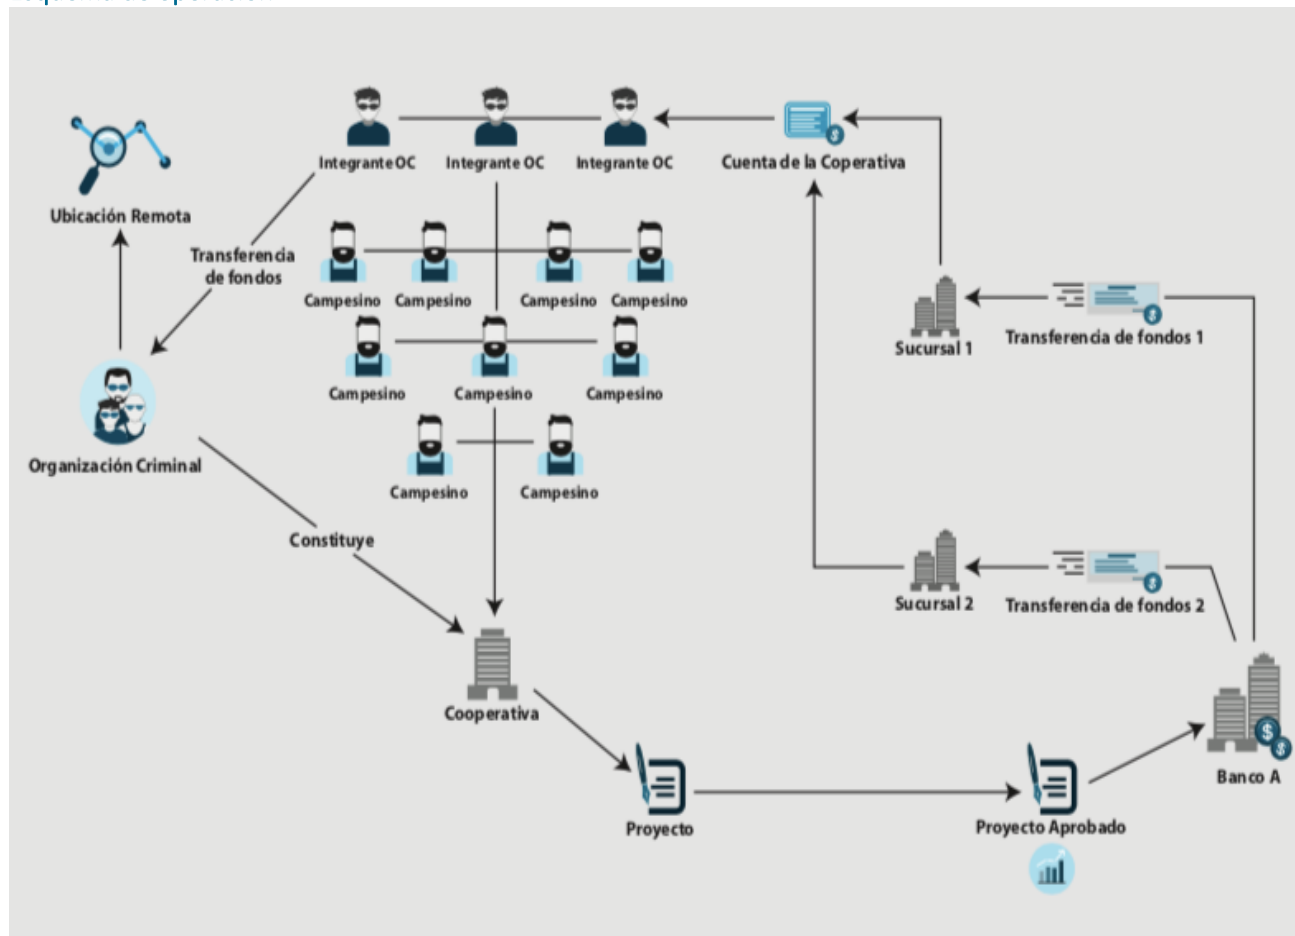 Integrante OC
Integrante OC
Integrante OC
Cuenta de la Coperativa
Ubicación Remota
Transferencia
de fondos
Campesino
Campesino
Campesino
Campesino
Sucursal 1
Transferencia de fondos 1
Campesino
Campesino
Campesino
Organización Criminal
Campesino
Campesino
Constituye
Sucursal 2
Transferencia de fondos 2
Cooperativa
Banco A
Proyecto
Proyecto Aprobado